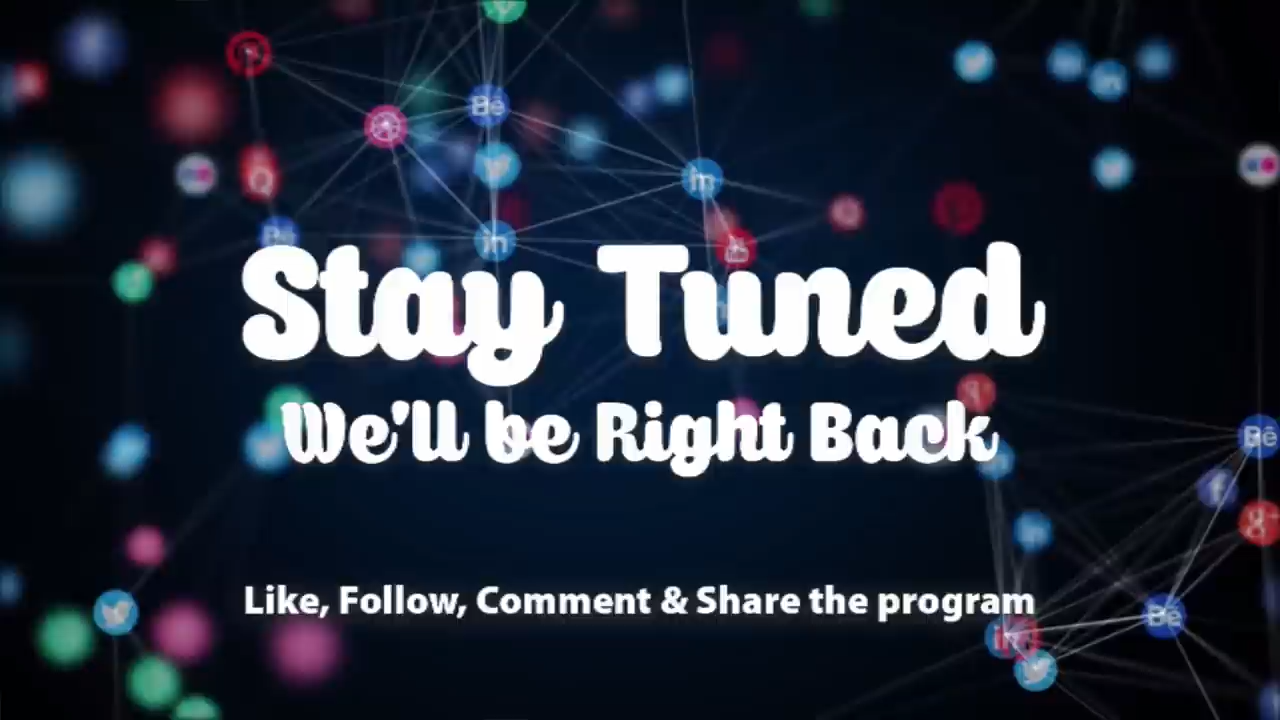 Stay Tuned
We'll be Right Back
Like, Follow, Comment & Share the program